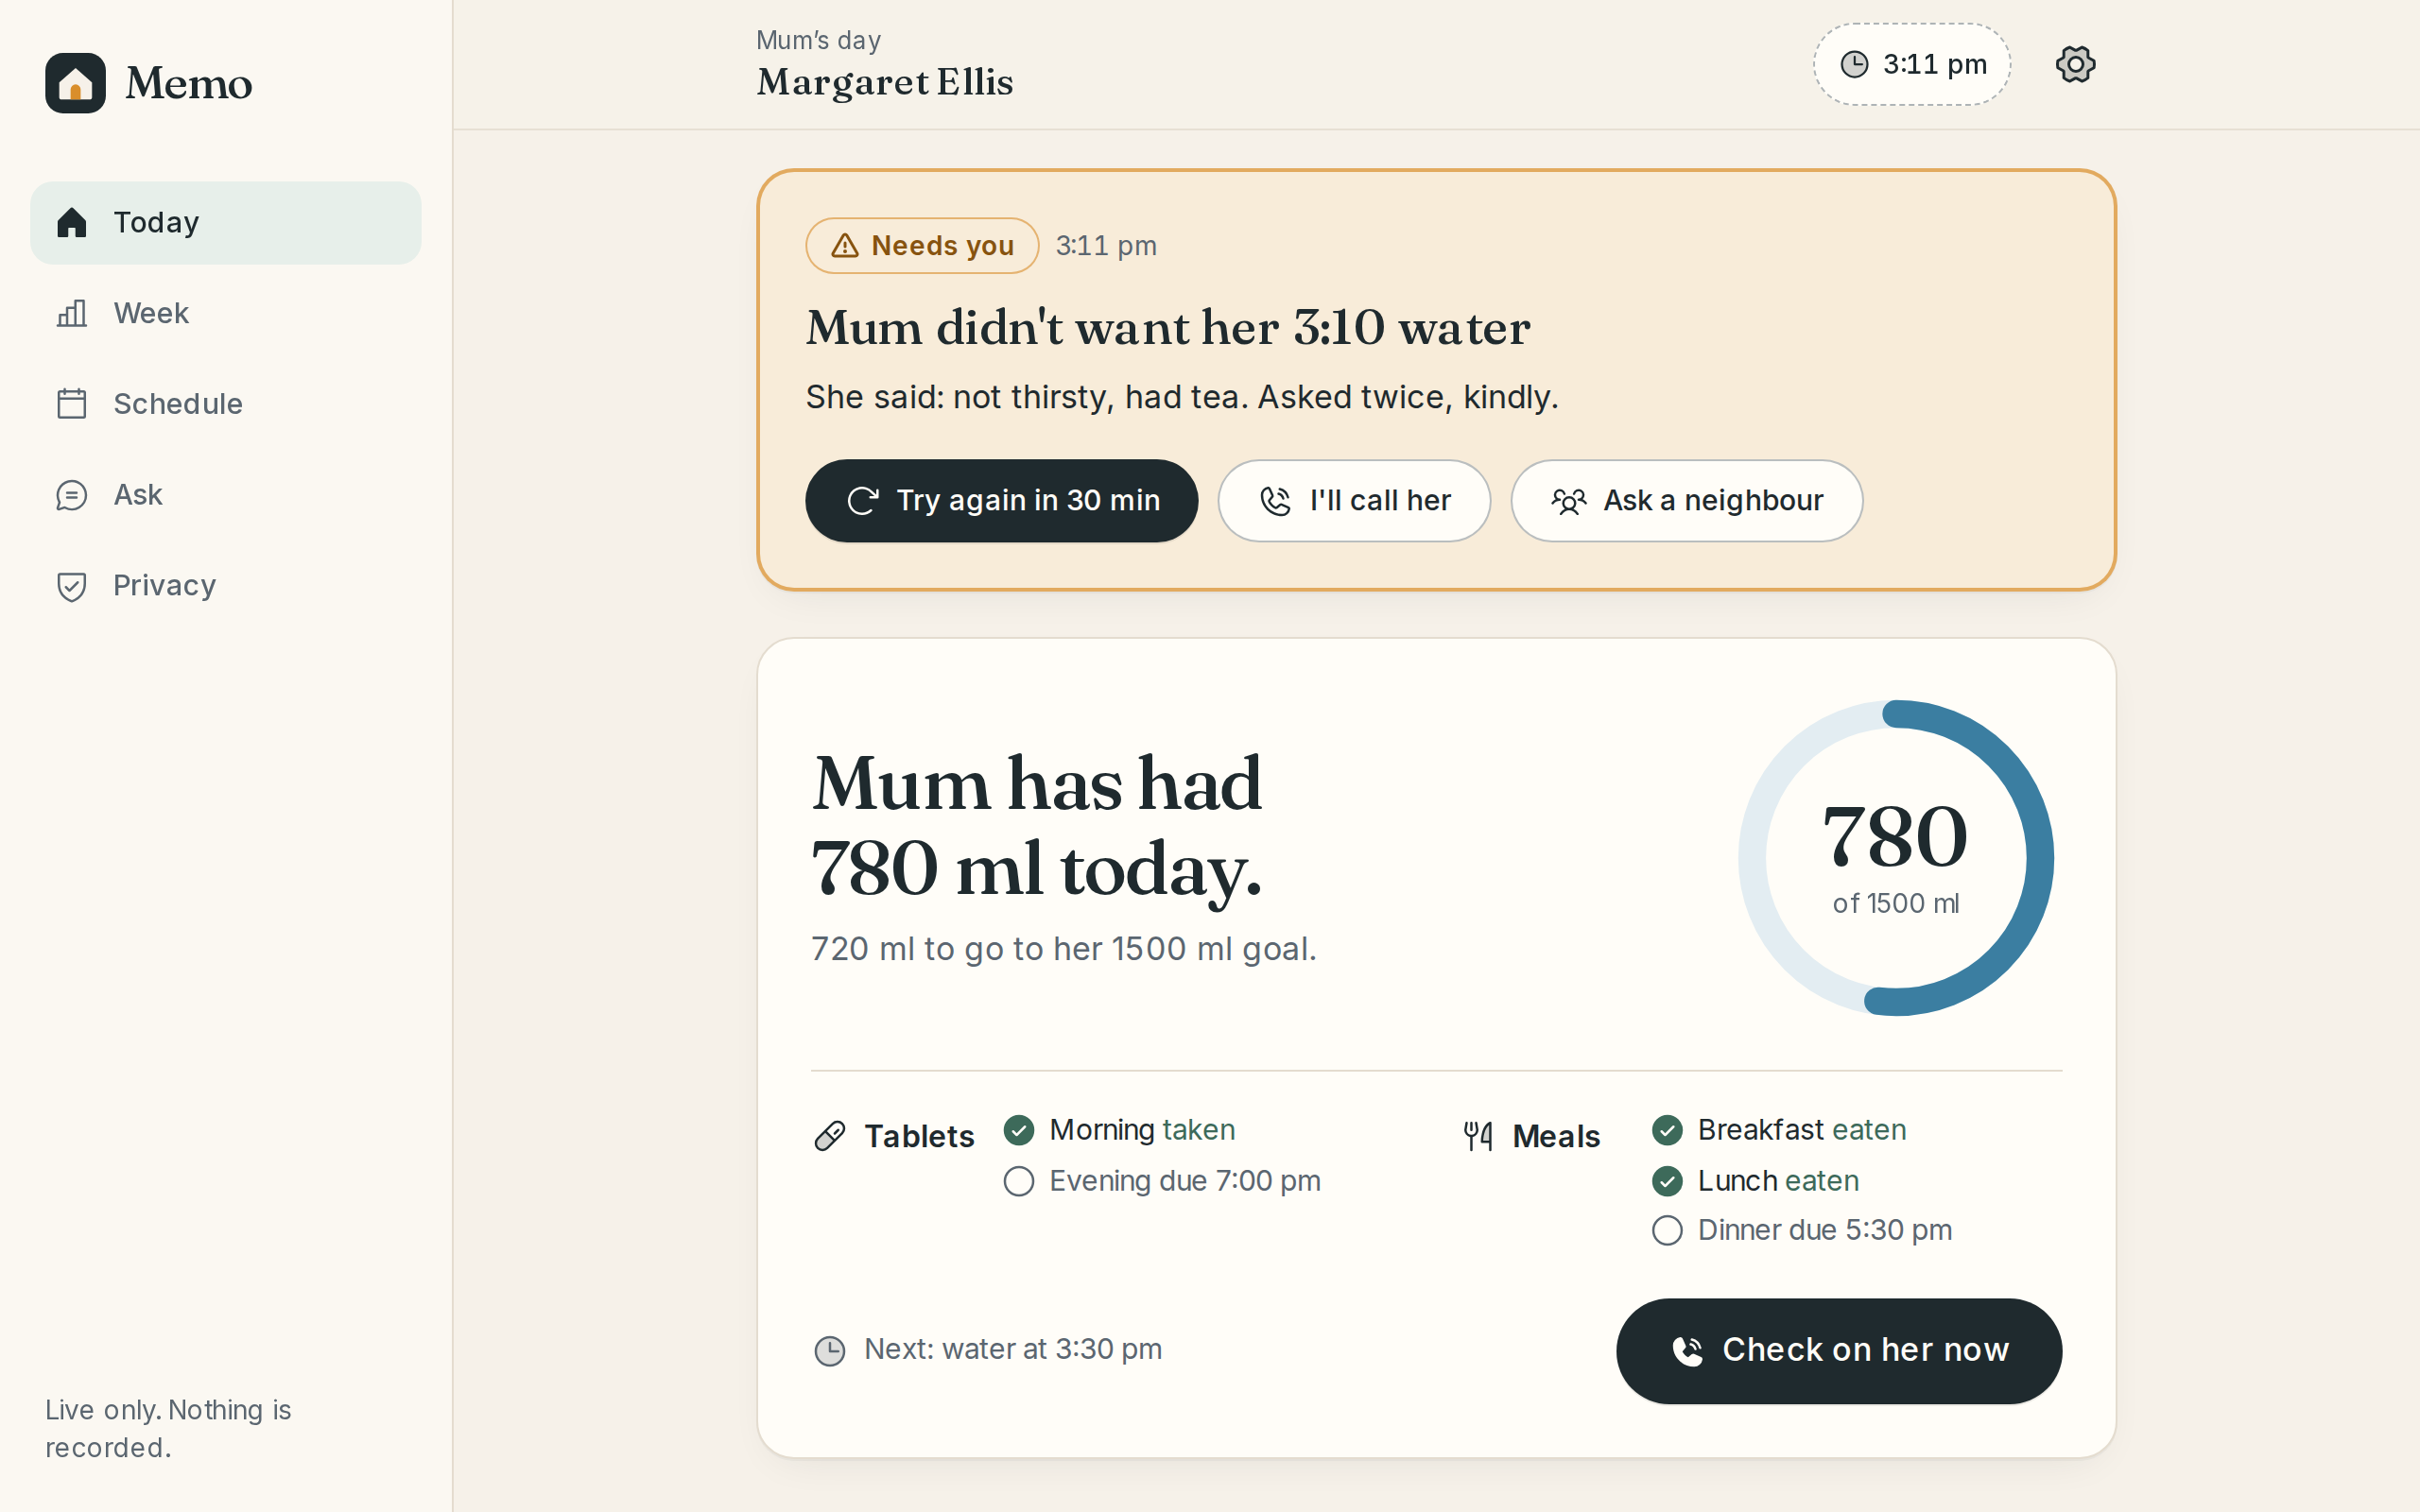 Memo
Today
Week
Schedule
Ask
Privacy
Live only. Nothing is
recorded.
Mum’s day
Margaret Ellis
3:11 pm
Needs you 3:11 pm
Mum didn't want her 3:10 water
She said: not thirsty, had tea. Asked twice, kindly.
Try again in 30 min
I'll call her
Ask a neighbour
Mum has had
780 ml today.
720 ml to go to her 1500 ml goal.
780
of 1500 ml
Tablets
Morning taken
Evening due 7:00 pm
Meals
Breakfast eaten
Lunch eaten
Dinner due 5:30 pm
Next: water at 3:30 pm
Check on her now